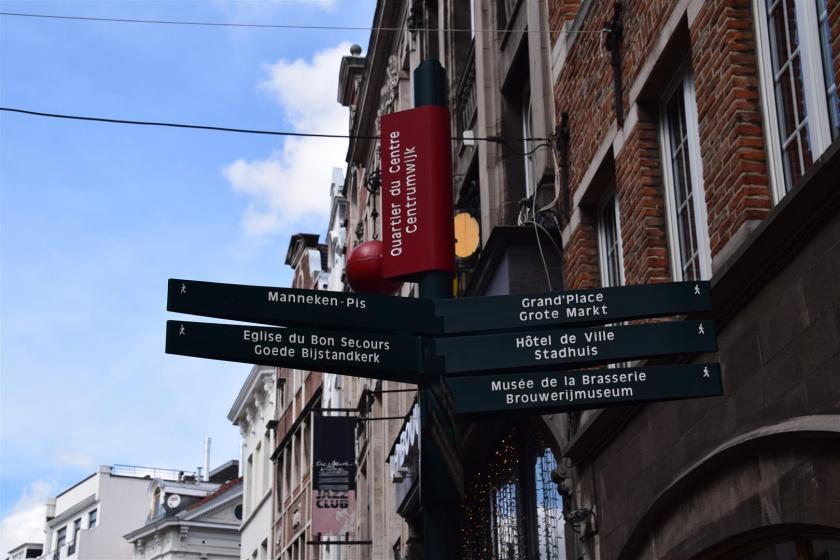 Quartier du Centre
Centrumwijk
Manneken-Pis
Grand'Place
Grote Markt
Eglise du Bon Secours
Goede Bijstandkerk
Hôtel de Ville
Stadhuis
Musée de la Brasserie
Brouwerijmuseum
JAZZ
CLUB